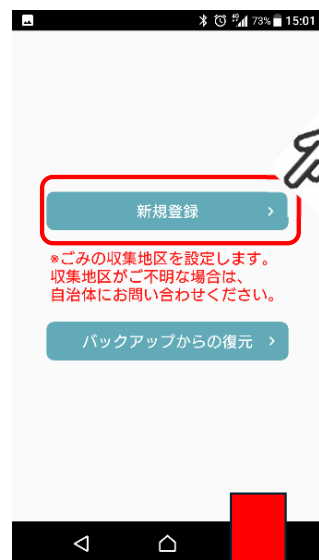 73% 15:01
新規登録
※ごみの収集地区を設定します。
収集地区がご不明な場合は、
自治体にお問い合わせください。
バックアップからの復元